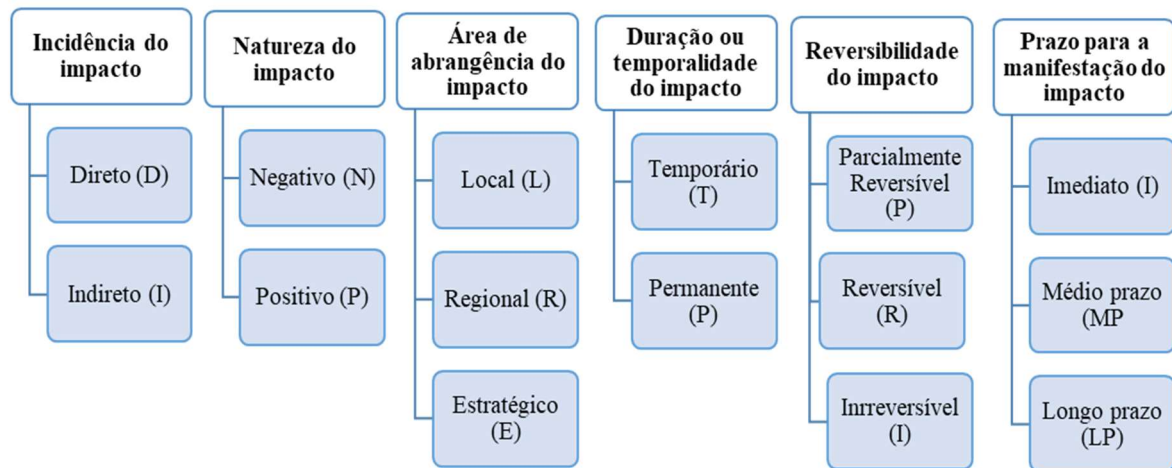 Incidência do
impacto
Direto (D)
Indireto (I)
Natureza do
impacto
Negativo (N)
Positivo (P)
Área de
abrangência do
impacto
Local (L)
Regional (R)
Estratégico
(E)
Duração ou
temporalidade
do impacto
Temporário
(T)
Permanente
(P)
Reversibilidade
do impacto
Parcialmente
Reversível
(P)
Reversível
(R)
Inrreversível
(I)
Prazo para a
manifestação do
impacto
Imediato (I)
Médio prazo
(MP
Longo prazo
(LP)